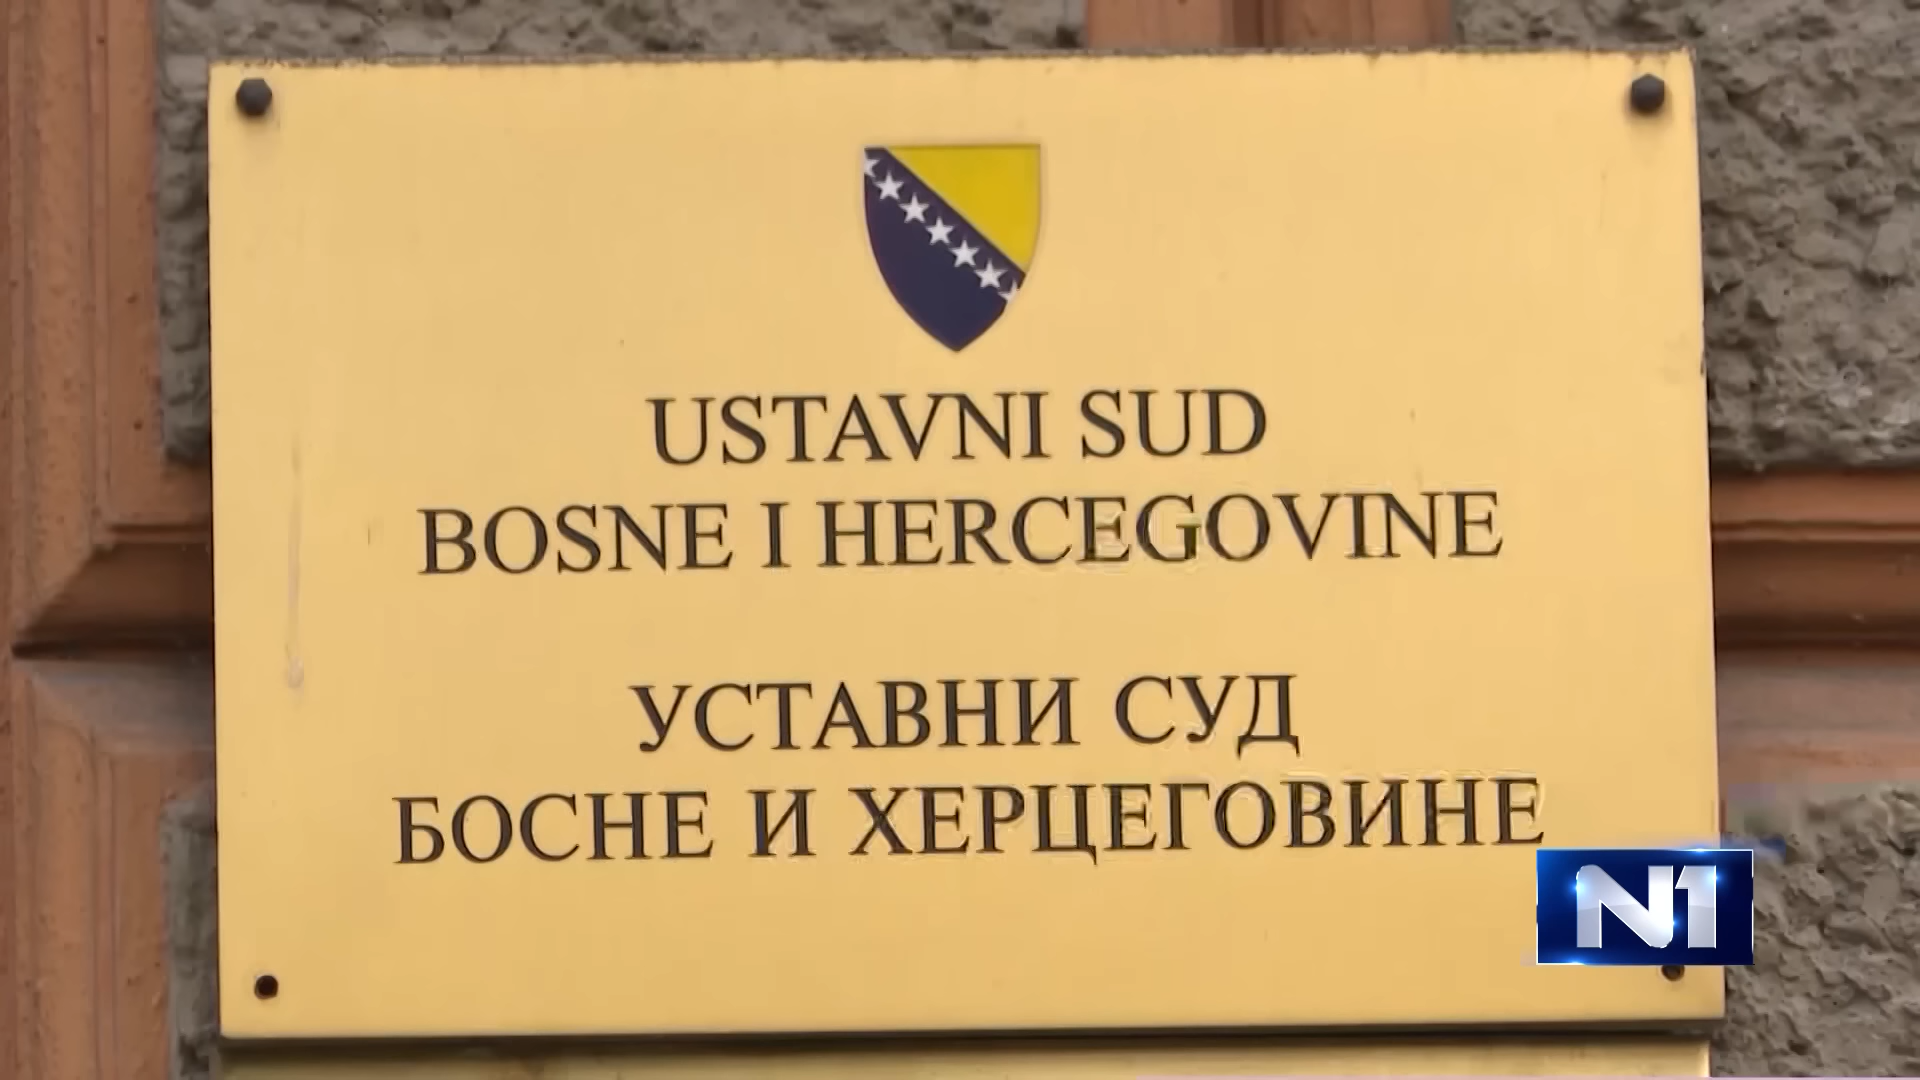 USTAVNI SUD
BOSNE I HERCEGOVINE
УСТАВНИ СУД
БОСНЕ И ХЕРЦЕГОВИНЕ
N1